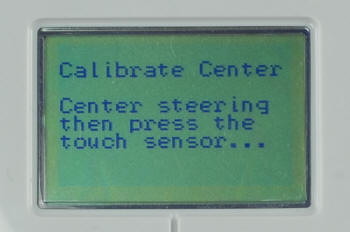 Calibrate Center
Center steering
then press the
touch sensor...